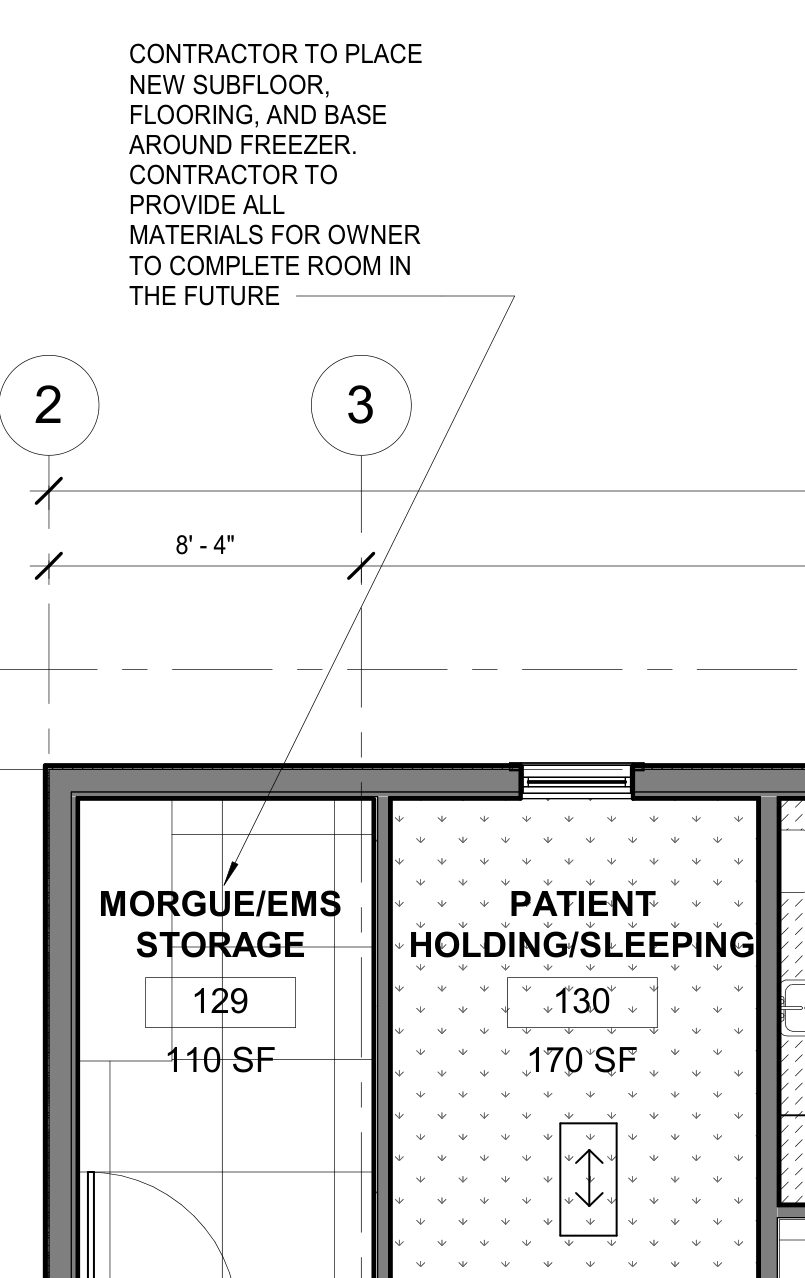 CONTRACTOR TO PLACE
NEW SUBFLOOR,
FLOORING, AND BASE
AROUND FREEZER.
CONTRACTOR TO
PROVIDE ALL
MATERIALS FOR OWNER
TO COMPLETE ROOM IN
THE FUTURE
2
3
8' - 4"
MORGUE/EMS
STORAGE
129
110 SF
PATIENT
HOLDING/SLEEPING
130
170 SF